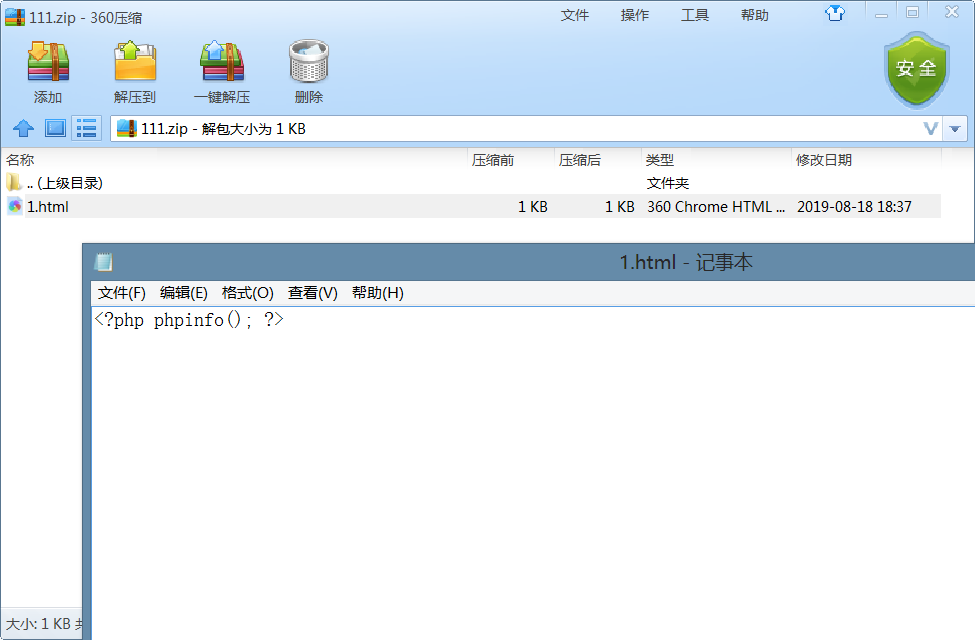 111.zip - 360压缩 文件 操作 工具 帮助
添加 解压到 一键解压 删除 安全
111.zip - 解包大小为 1 KB
名称 压缩前 压缩后 类型 修改日期
.. (上级目录) 文件夹
1.html 1 KB 1 KB 360 Chrome HTML ... 2019-08-18 18:37
1.html - 记事本
文件(F) 编辑(E) 格式(O) 查看(V) 帮助(H)
<?php phpinfo(); ?>
大小: 1 KB